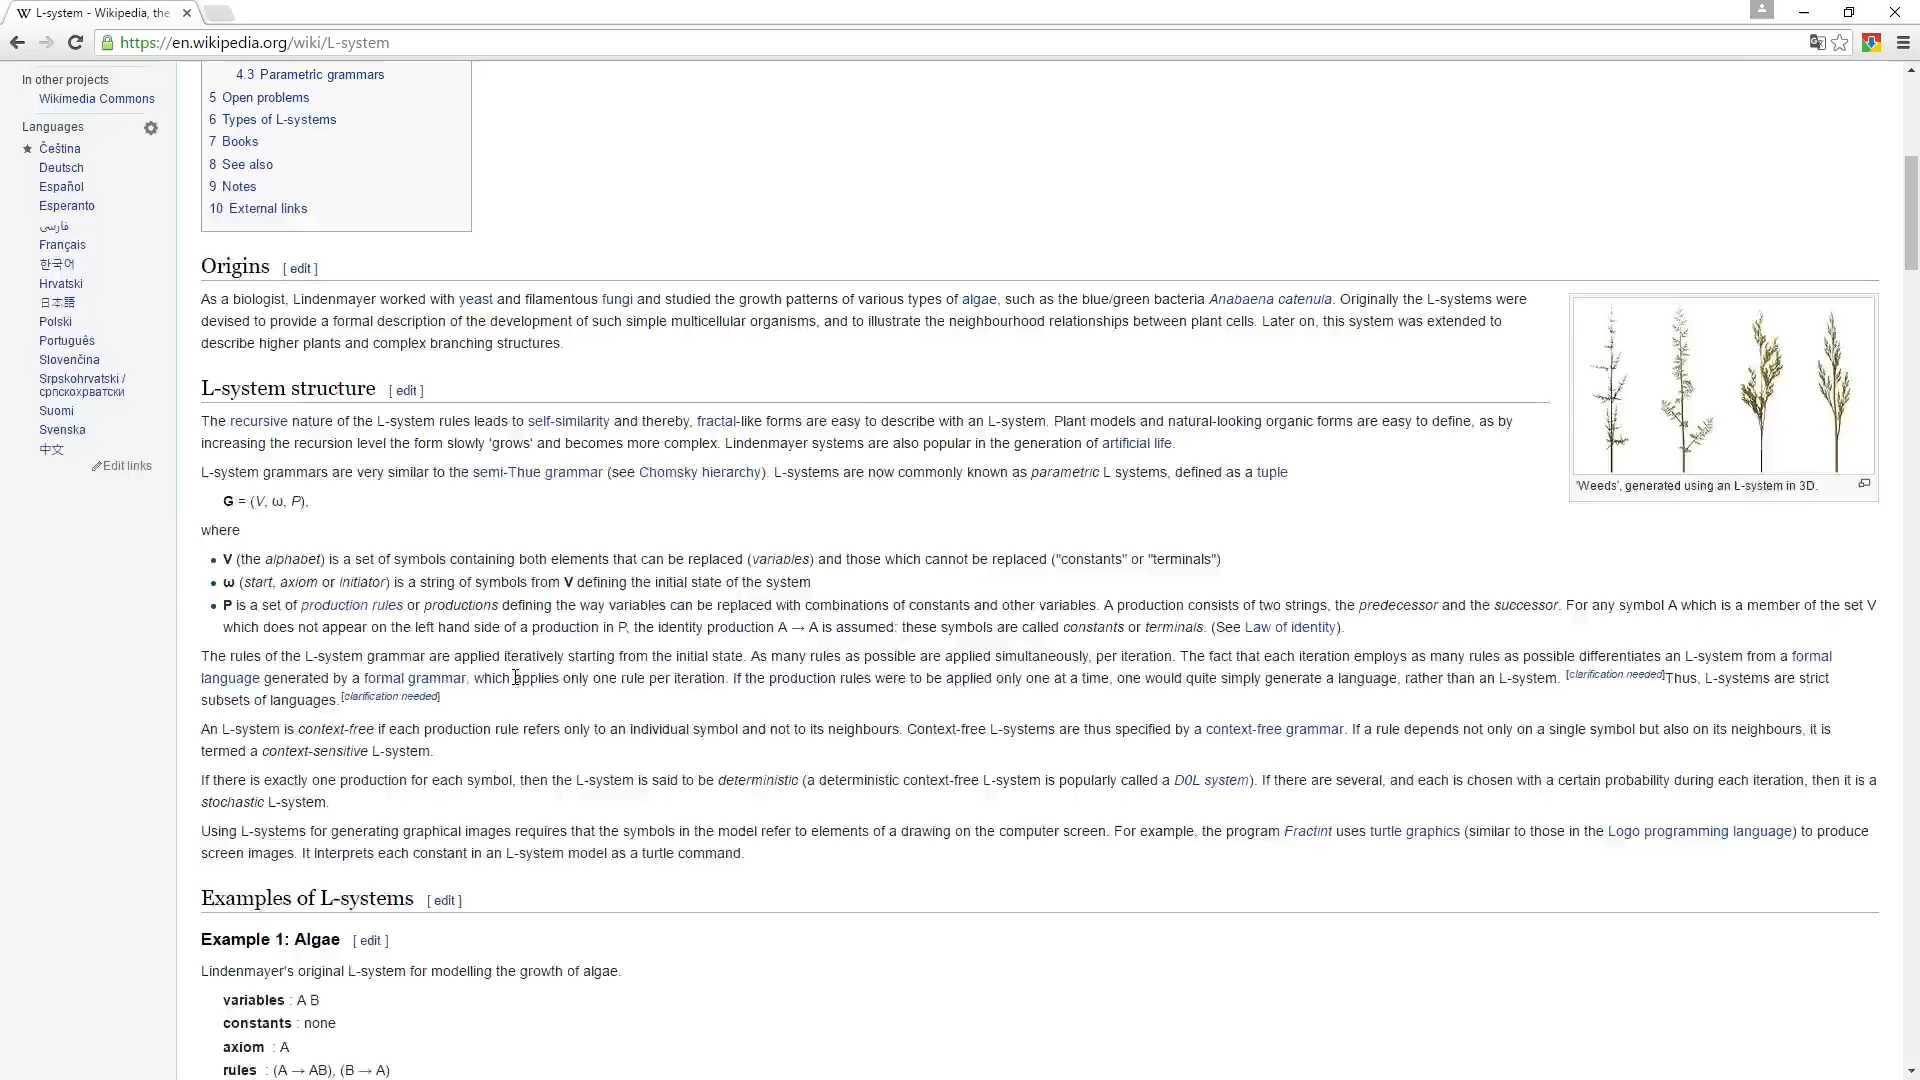 L-system - Wikipedia, the
https://en.wikipedia.org/wiki/L-system
In other projects
Wikimedia Commons
Languages
Čeština
Deutsch
Español
Esperanto
فارسی
Français
한국어
Hrvatski
日本語
Polski
Português
Slovenčina
Srpskohrvatski /
српскохрватски
Suomi
Svenska
中文
Edit links
4.3 Parametric grammars
5 Open problems
6 Types of L-systems
7 Books
8 See also
9 Notes
10 External links
Origins [ edit ]
As a biologist, Lindenmayer worked with yeast and filamentous fungi and studied the growth patterns of various types of algae, such as the blue/green bacteria Anabaena catenula. Originally the L-systems were
devised to provide a formal description of the development of such simple multicellular organisms, and to illustrate the neighbourhood relationships between plant cells. Later on, this system was extended to
describe higher plants and complex branching structures.
'Weeds', generated using an L-system in 3D.
L-system structure [ edit ]
The recursive nature of the L-system rules leads to self-similarity and thereby, fractal-like forms are easy to describe with an L-system. Plant models and natural-looking organic forms are easy to define, as by
increasing the recursion level the form slowly 'grows' and becomes more complex. Lindenmayer systems are also popular in the generation of artificial life.
L-system grammars are very similar to the semi-Thue grammar (see Chomsky hierarchy). L-systems are now commonly known as parametric L systems, defined as a tuple
G = (V, ω, P),
where
• V (the alphabet) is a set of symbols containing both elements that can be replaced (variables) and those which cannot be replaced ("constants" or "terminals")
• ω (start, axiom or initiator) is a string of symbols from V defining the initial state of the system
• P is a set of production rules or productions defining the way variables can be replaced with combinations of constants and other variables. A production consists of two strings, the predecessor and the successor. For any symbol A which is a member of the set V
which does not appear on the left hand side of a production in P, the identity production A → A is assumed; these symbols are called constants or terminals. (See Law of identity).
The rules of the L-system grammar are applied iteratively starting from the initial state. As many rules as possible are applied simultaneously, per iteration. The fact that each iteration employs as many rules as possible differentiates an L-system from a formal
language generated by a formal grammar, which applies only one rule per iteration. If the production rules were to be applied only one at a time, one would quite simply generate a language, rather than an L-system. [clarification needed]Thus, L-systems are strict
subsets of languages.[clarification needed]
An L-system is context-free if each production rule refers only to an individual symbol and not to its neighbours. Context-free L-systems are thus specified by a context-free grammar. If a rule depends not only on a single symbol but also on its neighbours, it is
termed a context-sensitive L-system.
If there is exactly one production for each symbol, then the L-system is said to be deterministic (a deterministic context-free L-system is popularly called a D0L system). If there are several, and each is chosen with a certain probability during each iteration, then it is a
stochastic L-system.
Using L-systems for generating graphical images requires that the symbols in the model refer to elements of a drawing on the computer screen. For example, the program Fractint uses turtle graphics (similar to those in the Logo programming language) to produce
screen images. It interprets each constant in an L-system model as a turtle command.
Examples of L-systems [ edit ]
Example 1: Algae [ edit ]
Lindenmayer's original L-system for modelling the growth of algae.
variables : A B
constants : none
axiom : A
rules : (A → AB), (B → A)